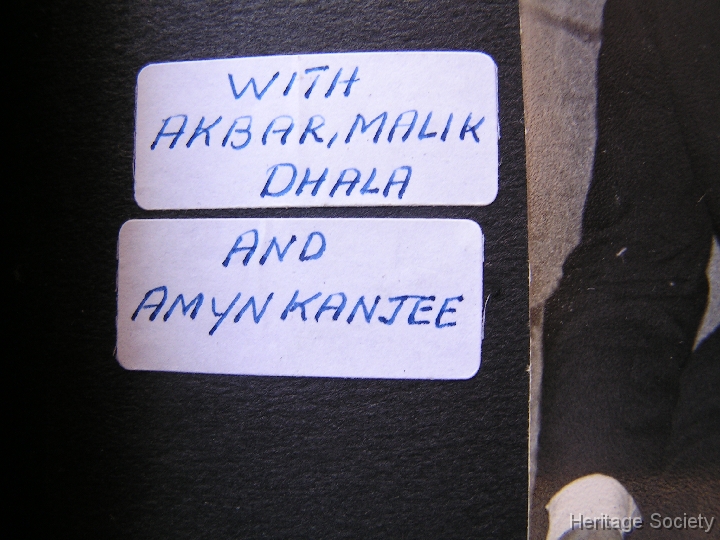 WITH
AKBAR, MALIK
DHALA
AND
AMYN KANJEE
Heritage Society